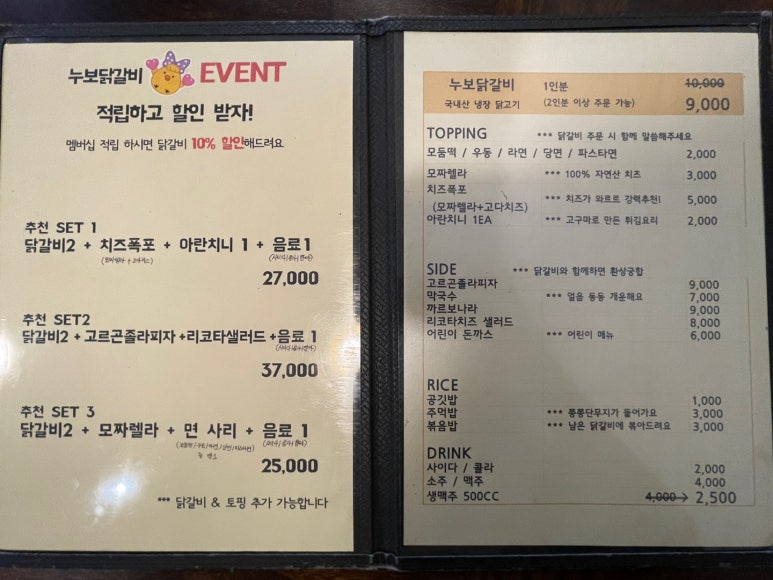 누보닭갈비 EVENT
적립하고 할인 받자!
멤버십 적립 하시면 닭갈비 10% 할인해드려요
추천 SET 1
닭갈비2 + 치즈폭포 + 아란치니 1 + 음료1
27,000
추천 SET2
닭갈비2 + 고르곤졸라피자 +리코타샐러드 +음료 1
37,000
추천 SET 3
닭갈비2 + 모짜렐라 + 면 사리 + 음료 1
25,000
*** 닭갈비 & 토핑 추가 가능합니다
누보닭갈비 1인분 10,000
국내산 냉장 닭고기 (2인분 이상 주문 가능) 9,000
TOPPING *** 닭갈비 주문 시 함께 말씀해주세요
모둠떡 / 우동 / 라면 / 당면 / 파스타면 2,000
모짜렐라 *** 100% 자연산 치즈 3,000
치즈폭포 *** 치즈가 와르르 강력추천! 5,000
(모짜렐라+고다치즈)
아란치니 1EA *** 고구마로 만든 튀김요리 2,000
SIDE *** 닭갈비와 함께하면 환상궁합
고르곤졸라피자 9,000
막국수 *** 얼음 동동 개운해요 7,000
까르보나라 9,000
리코타치즈 샐러드 8,000
어린이 돈까스 *** 어린이 메뉴 6,000
RICE
공깃밥 1,000
주먹밥 *** 쫑쫑단무지가 들어가요 3,000
볶음밥 *** 남은 닭갈비에 볶아드려요 3,000
DRINK
사이다 / 콜라 2,000
소주 / 맥주 4,000
생맥주 500CC 4,000 → 2,500